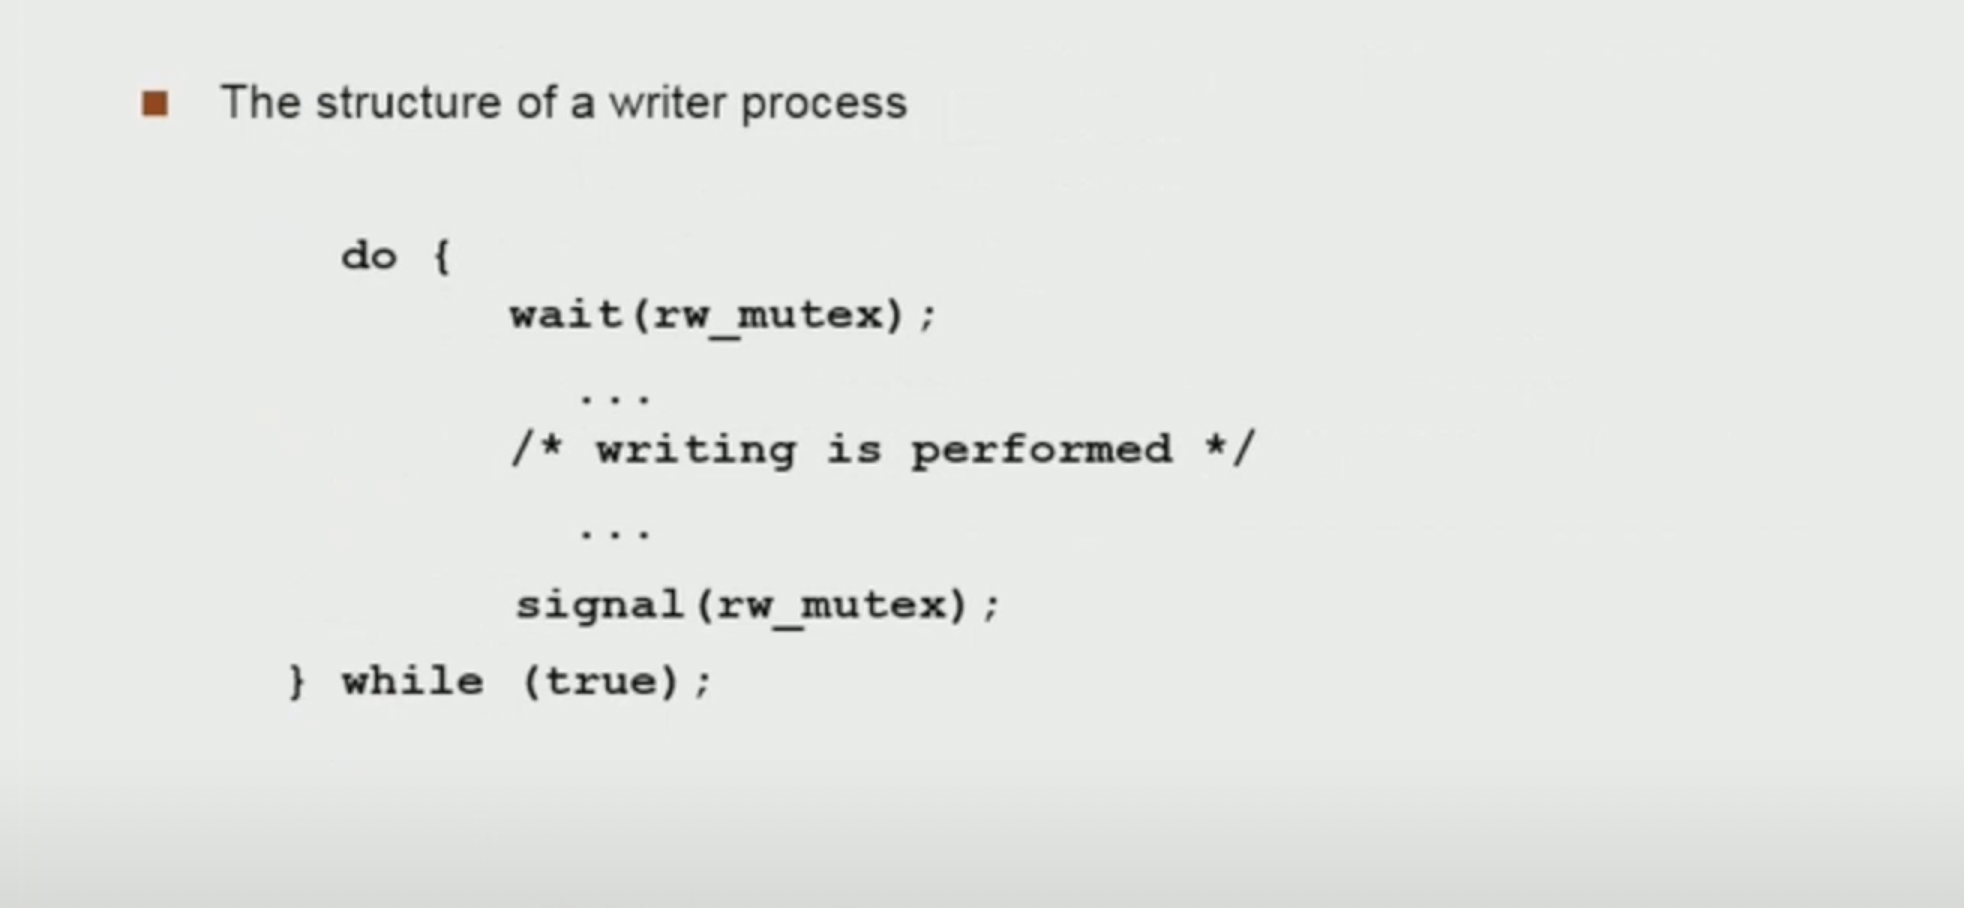 The structure of a writer process
do {
wait(rw_mutex);
...
/* writing is performed */
...
signal(rw_mutex);
} while (true);